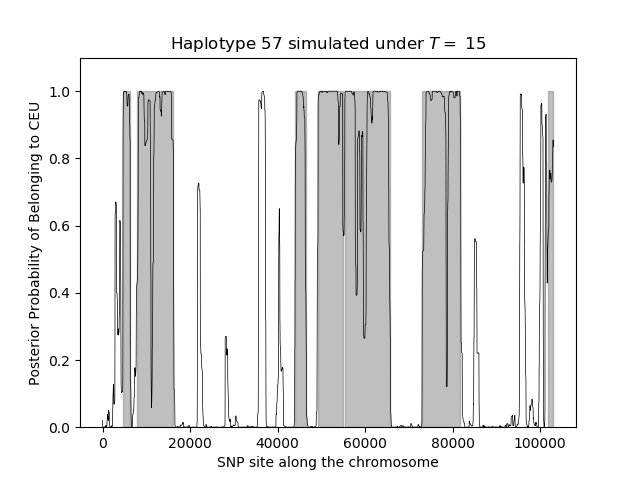 Haplotype 57 simulated under T = 15
Posterior Probability of Belonging to CEU
1.0
0.8
0.6
0.4
0.2
0.0
0 20000 40000 60000 80000 100000
SNP site along the chromosome